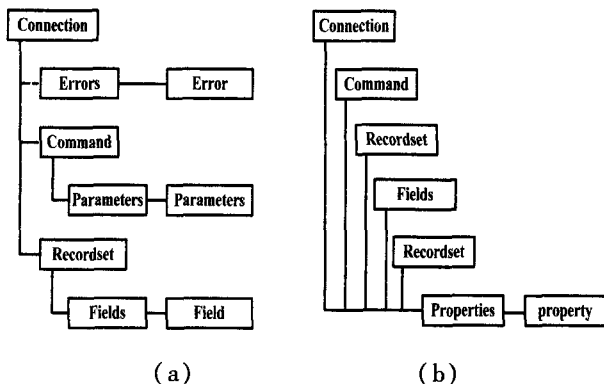 Connection
Errors Error
Command
Parameters Parameters
Recordset
Fields Field
(a)
Connection
Command
Recordset
Fields
Recordset
Properties property
(b)